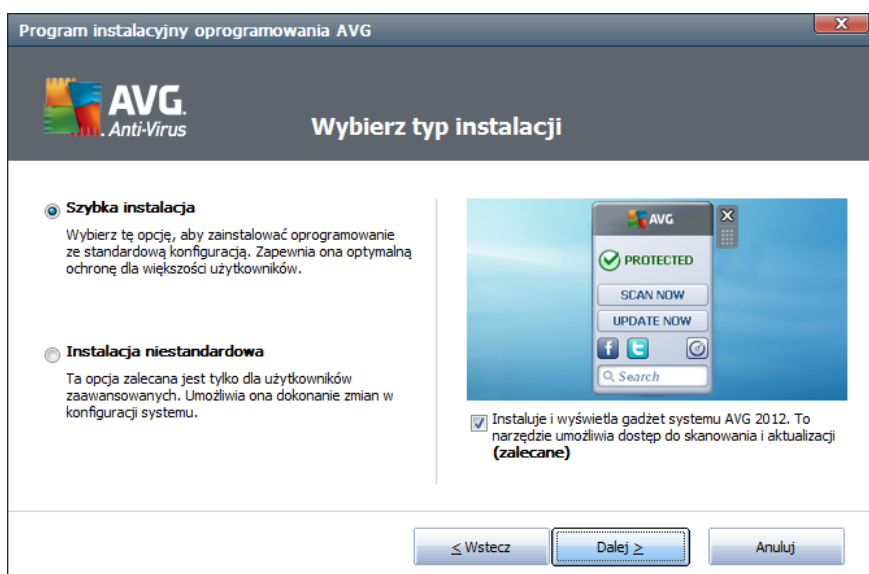 Program instalacyjny oprogramowania AVG
AVG.
Anti-Virus
Wybierz typ instalacji
Szybka instalacja
Wybierz tę opcję, aby zainstalować oprogramowanie
ze standardową konfiguracją. Zapewnia ona optymalną
ochronę dla większości użytkowników.
Instalacja niestandardowa
Ta opcja zalecana jest tylko dla użytkowników
zaawansowanych. Umożliwia ona dokonanie zmian w
konfiguracji systemu.
AVG
PROTECTED
SCAN NOW
UPDATE NOW
Search
Instaluje i wyświetla gadżet systemu AVG 2012. To
narzędzie umożliwia dostęp do skanowania i aktualizacji
(zalecane)
< Wstecz
Dalej >
Anuluj